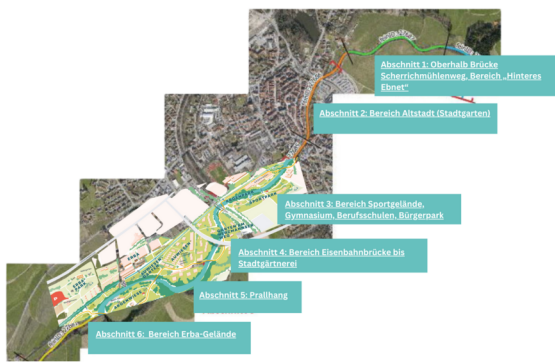 Abschnitt 1: Oberhalb Brücke
Scherrichmühlenweg, Bereich „Hinteres
Ebnet“
Abschnitt 2: Bereich Altstadt (Stadtgarten)
Abschnitt 3: Bereich Sportgelände,
Gymnasium, Berufsschulen, Bürgerpark
Abschnitt 4: Bereich Eisenbahnbrücke bis
Stadtgärtnerei
Abschnitt 5: Prallhang
Abschnitt 6: Bereich Erba-Gelände